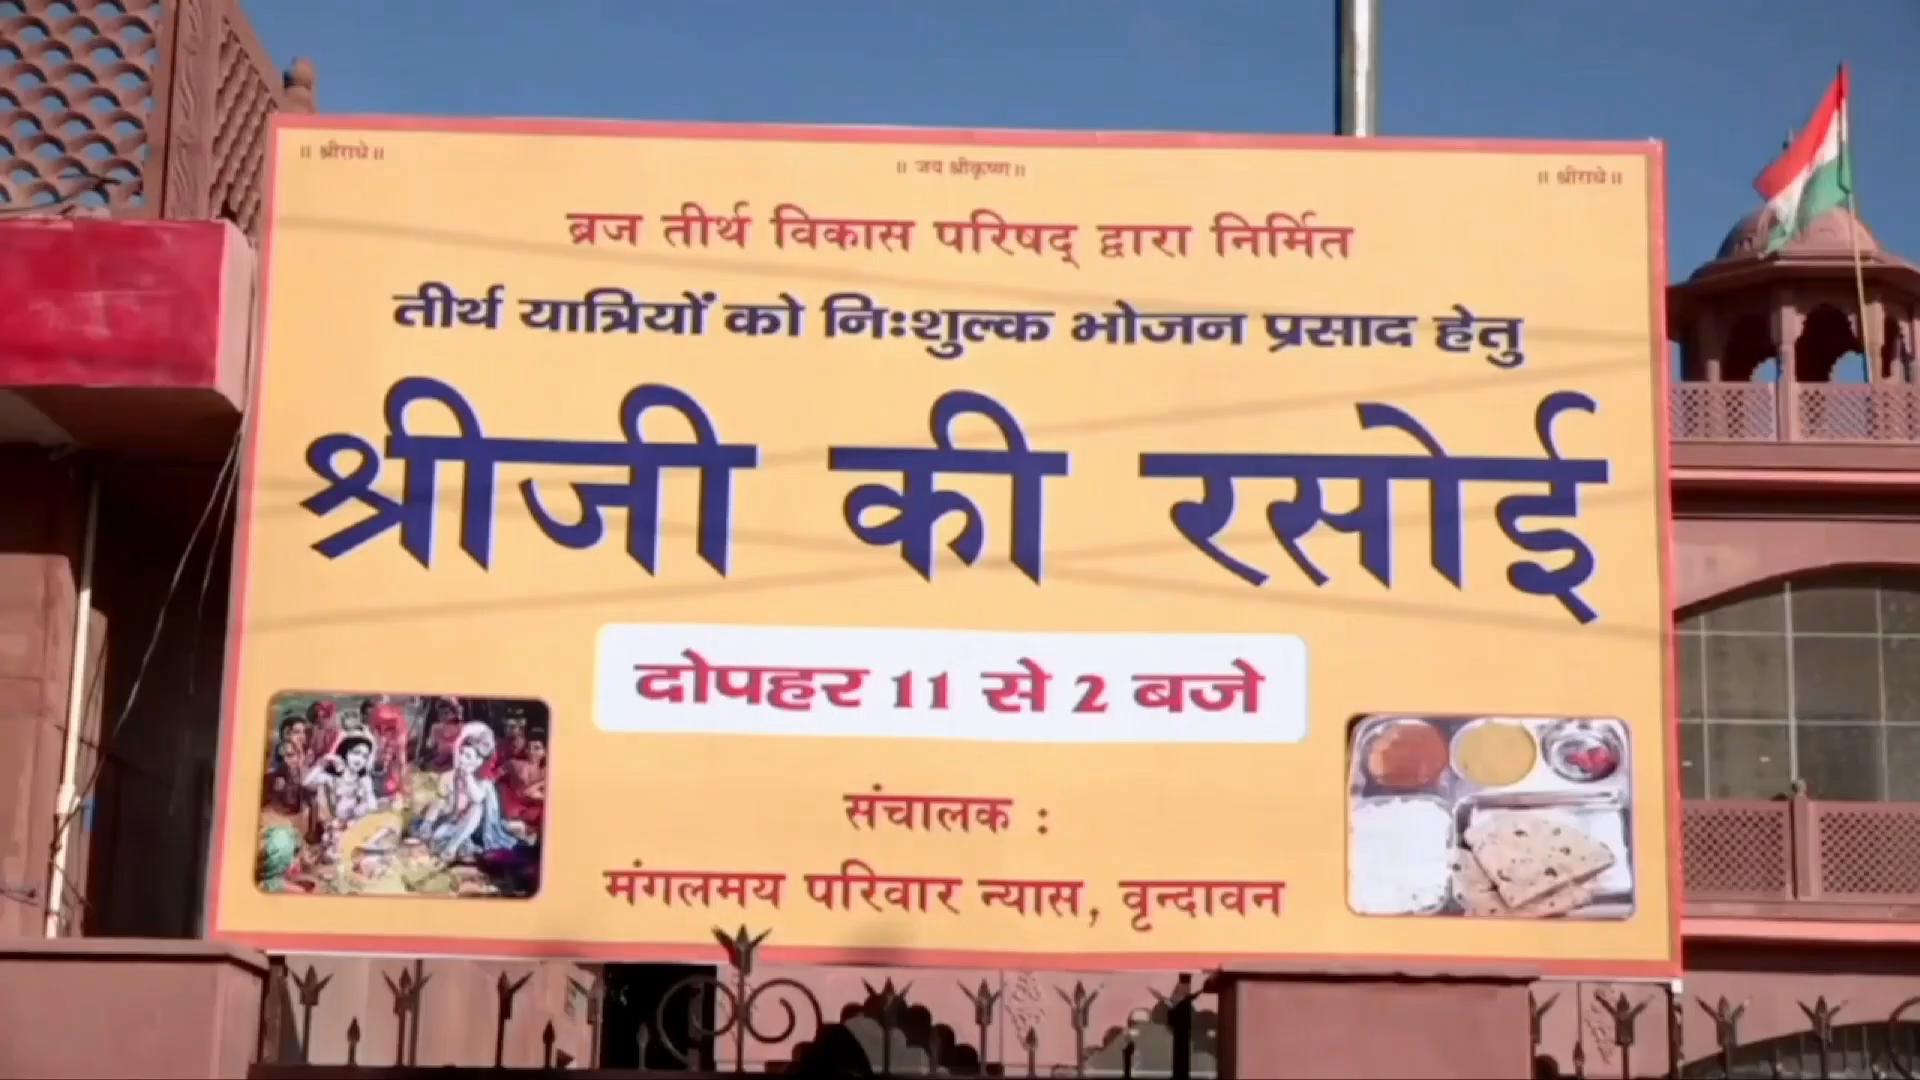 ॥ श्रीराधे॥ ॥ जय श्रीकृष्ण॥ ॥ श्रीराधे॥
ब्रज तीर्थ विकास परिषद् द्वारा निर्मित
तीर्थ यात्रियों को निःशुल्क भोजन प्रसाद हेतु
श्रीजी की रसोई
दोपहर 11 से 2 बजे
संचालक :
मंगलमय परिवार न्यास, वृन्दावन